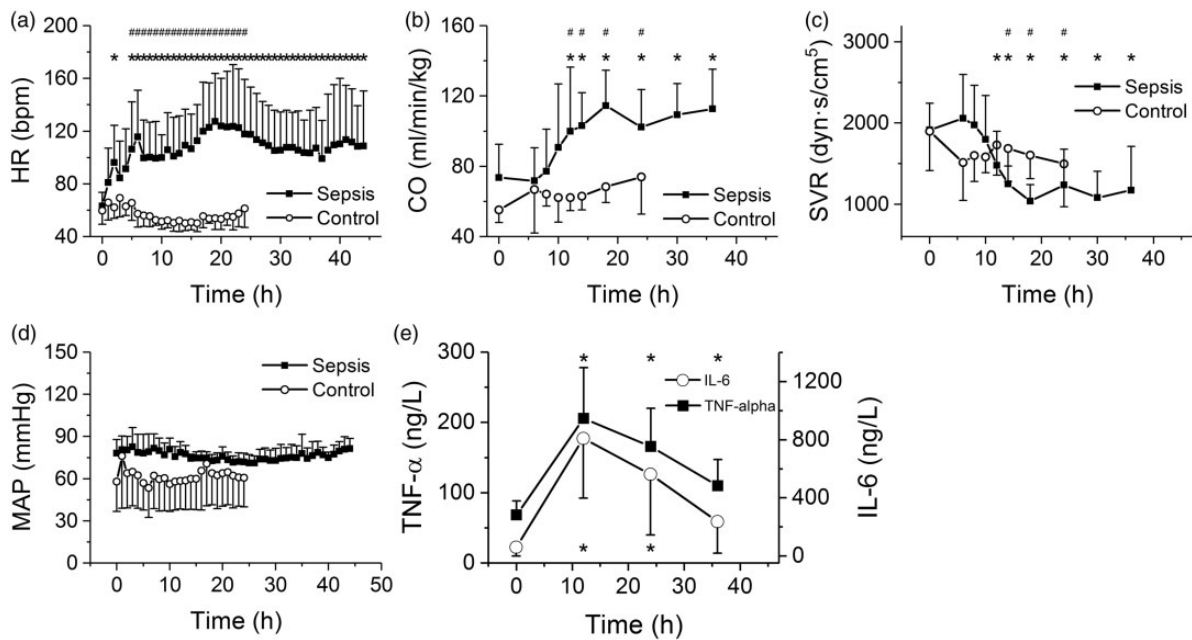 (a)
200
160
120
80
40
HR (bpm)
####################
* ****************************************
Sepsis
Control
0 10 20 30 40
Time (h)
(b)
160
120
80
40
CO (ml/min/kg)
# # # #
* * * * * *
Sepsis
Control
0 10 20 30 40
Time (h)
(c)
3000
2000
1000
SVR (dyn·s/cm⁵)
# # #
* * * * * *
Sepsis
Control
0 10 20 30 40
Time (h)
(d)
150
120
90
60
30
0
MAP (mmHg)
Sepsis
Control
0 10 20 30 40 50
Time (h)
(e)
300
200
100
0
TNF-α (ng/L)
* * *
IL-6
TNF-alpha
* *
1200
800
400
0
IL-6 (ng/L)
0 10 20 30 40
Time (h)